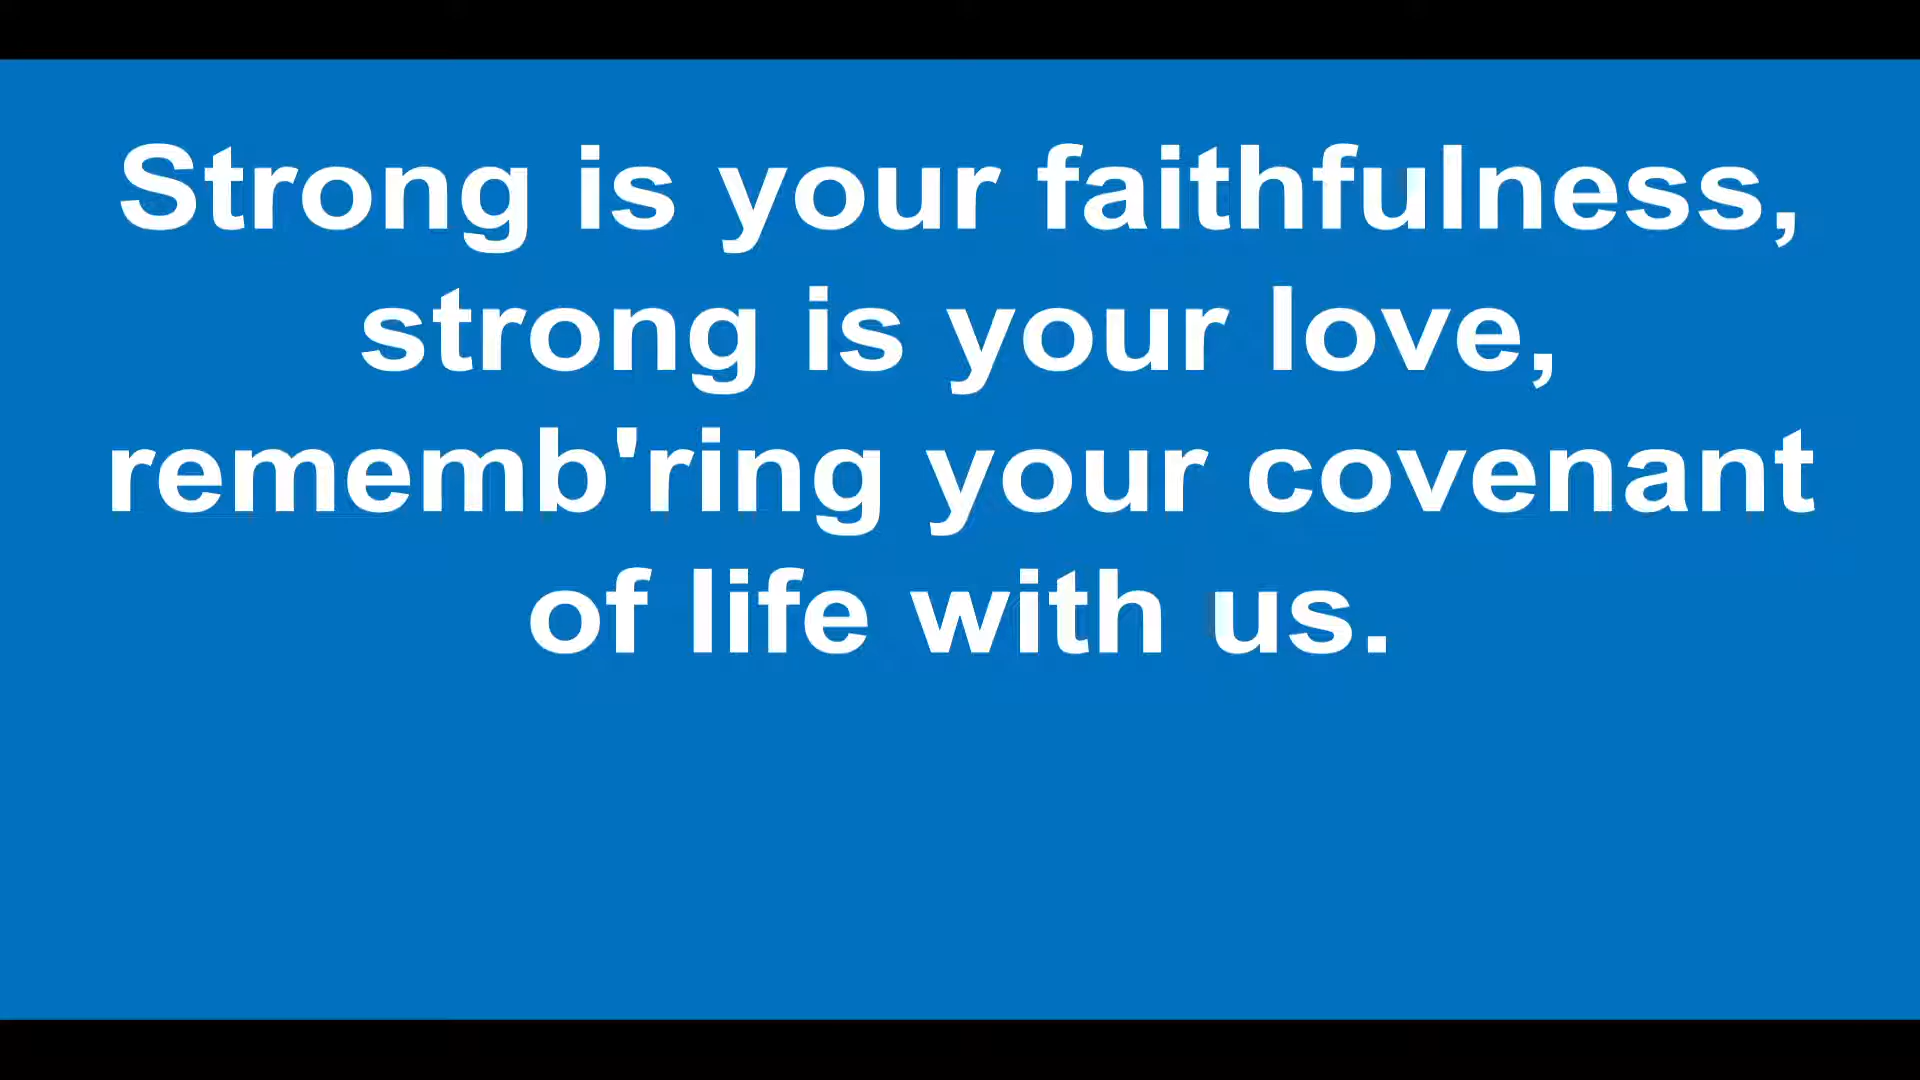 Strong is your faithfulness,
strong is your love,
rememb'ring your covenant
of life with us.